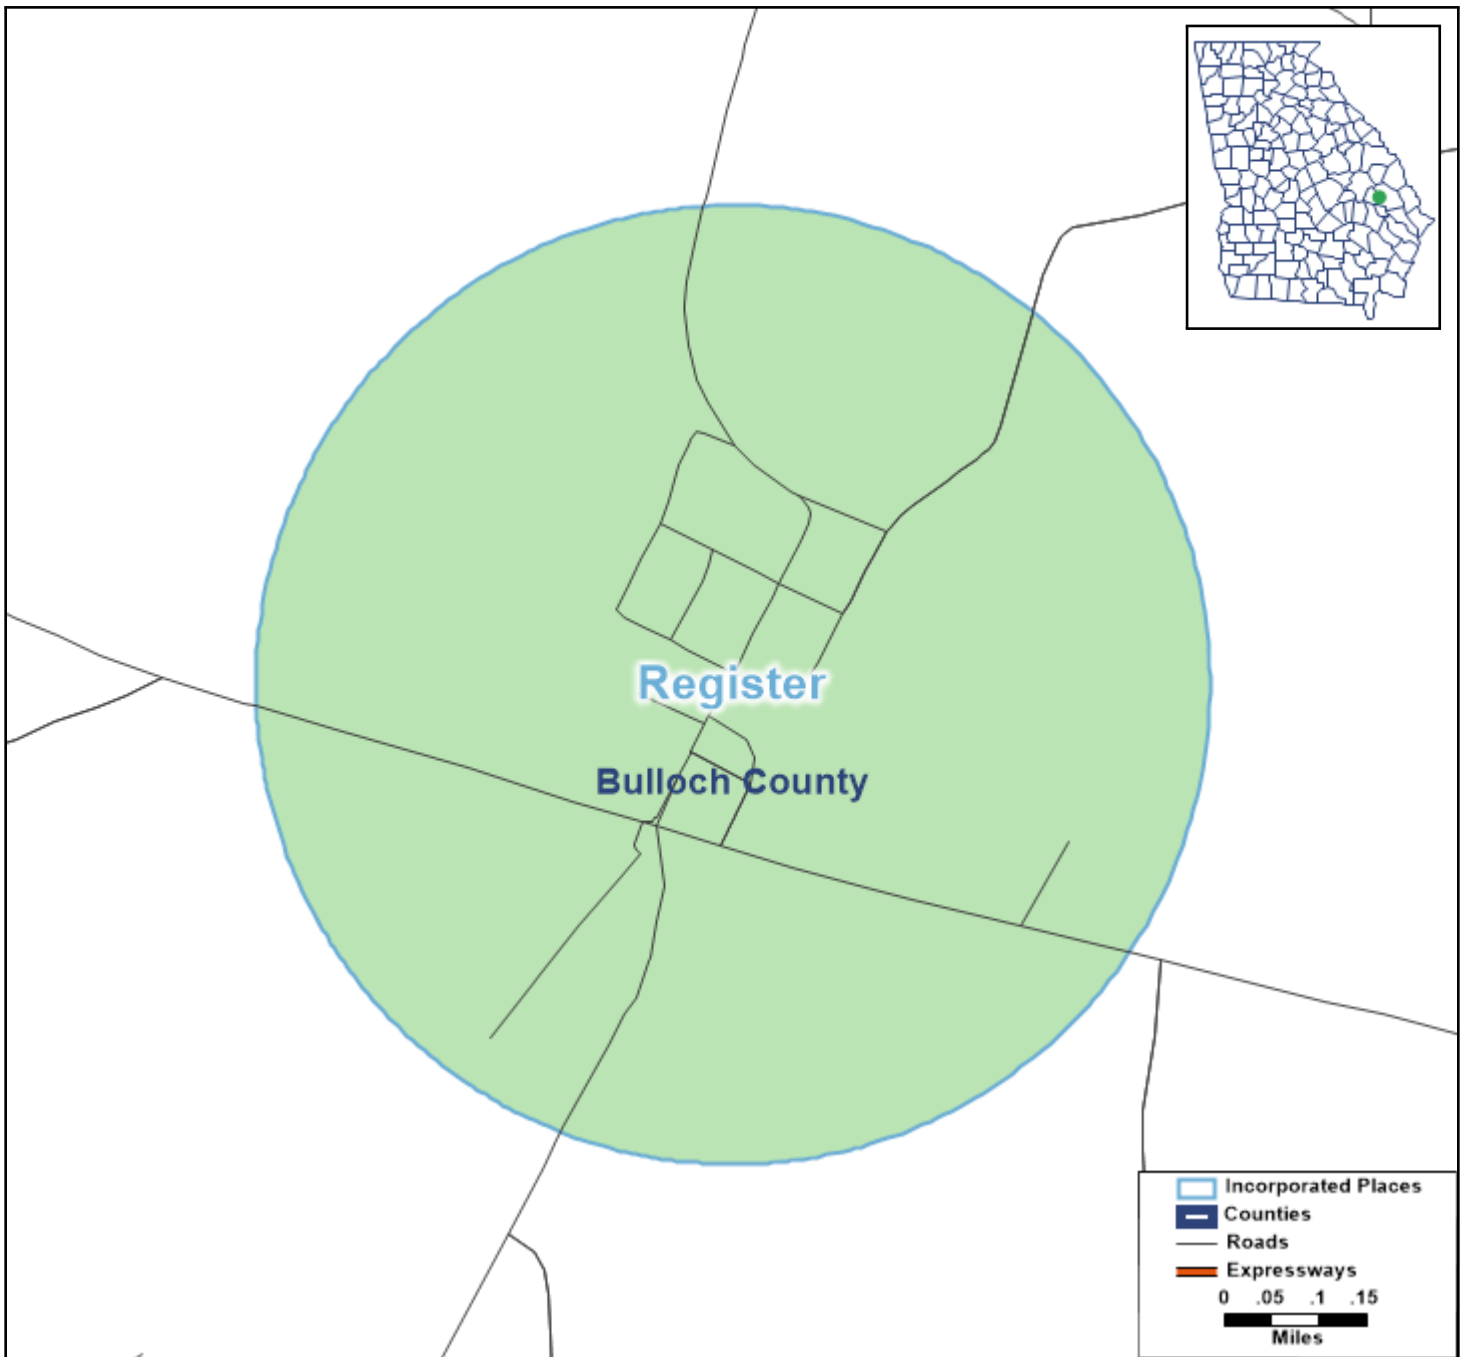 Register
Bulloch County
Incorporated Places
Counties
Roads
Expressways
0 .05 .1 .15
Miles